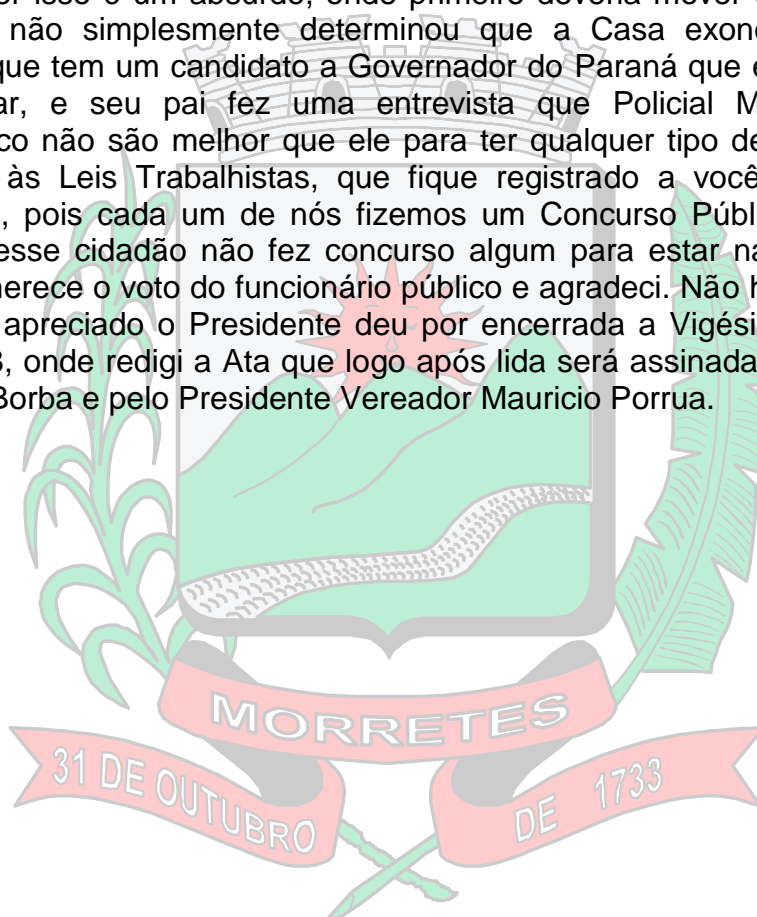 or isso é um absurdo, onde primeiro deveria mover
não simplesmente determinou que a Casa exon
que tem um candidato a Governador do Paraná que
ar, e seu pai fez uma entrevista que Policial M
co não são melhor que ele para ter qualquer tipo de
às Leis Trabalhistas, que fique registrado a você
, pois cada um de nós fizemos um Concurso Públ
esse cidadão não fez concurso algum para estar na
erece o voto do funcionário público e agradeci. Não h
apreciado o Presidente deu por encerrada a Vigési
, onde redigi a Ata que logo após lida será assinada
Borba e pelo Presidente Vereador Mauricio Porrua.
MORRETES
31 DE OUTUBRO DE 1733